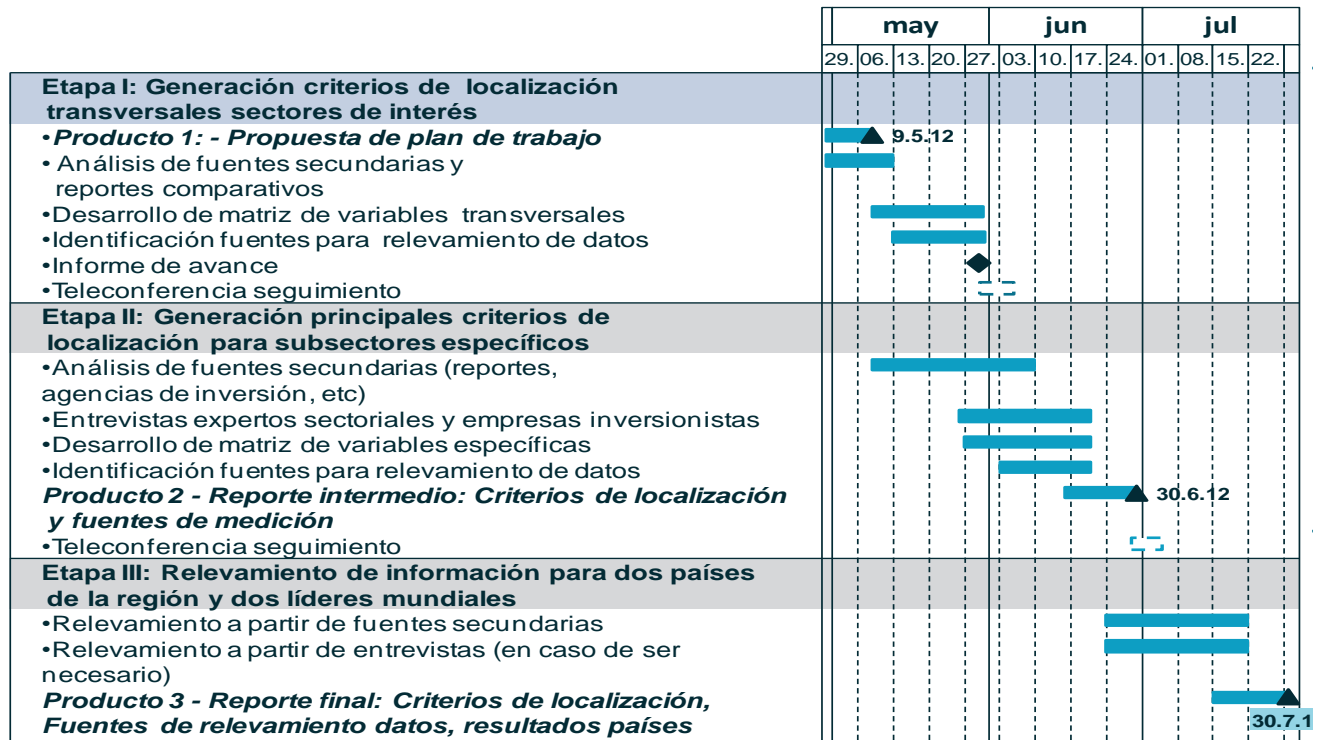 may jun jul
29. 06. 13. 20. 27. 03. 10. 17. 24. 01. 08. 15. 22.
Etapa I: Generación criterios de localización
transversales sectores de interés
•Producto 1: - Propuesta de plan de trabajo
9.5.12
• Análisis de fuentes secundarias y
reportes comparativos
•Desarrollo de matriz de variables transversales
•Identificación fuentes para relevamiento de datos
•Informe de avance
•Teleconferencia seguimiento
Etapa II: Generación principales criterios de
localización para subsectores específicos
•Análisis de fuentes secundarias (reportes,
agencias de inversión, etc)
•Entrevistas expertos sectoriales y empresas inversionistas
•Desarrollo de matriz de variables específicas
•Identificación fuentes para relevamiento de datos
Producto 2 - Reporte intermedio: Criterios de localización
30.6.12
y fuentes de medición
•Teleconferencia seguimiento
Etapa III: Relevamiento de información para dos países
de la región y dos líderes mundiales
•Relevamiento a partir de fuentes secundarias
•Relevamiento a partir de entrevistas (en caso de ser
necesario)
Producto 3 - Reporte final: Criterios de localización,
Fuentes de relevamiento datos, resultados países
30.7.1